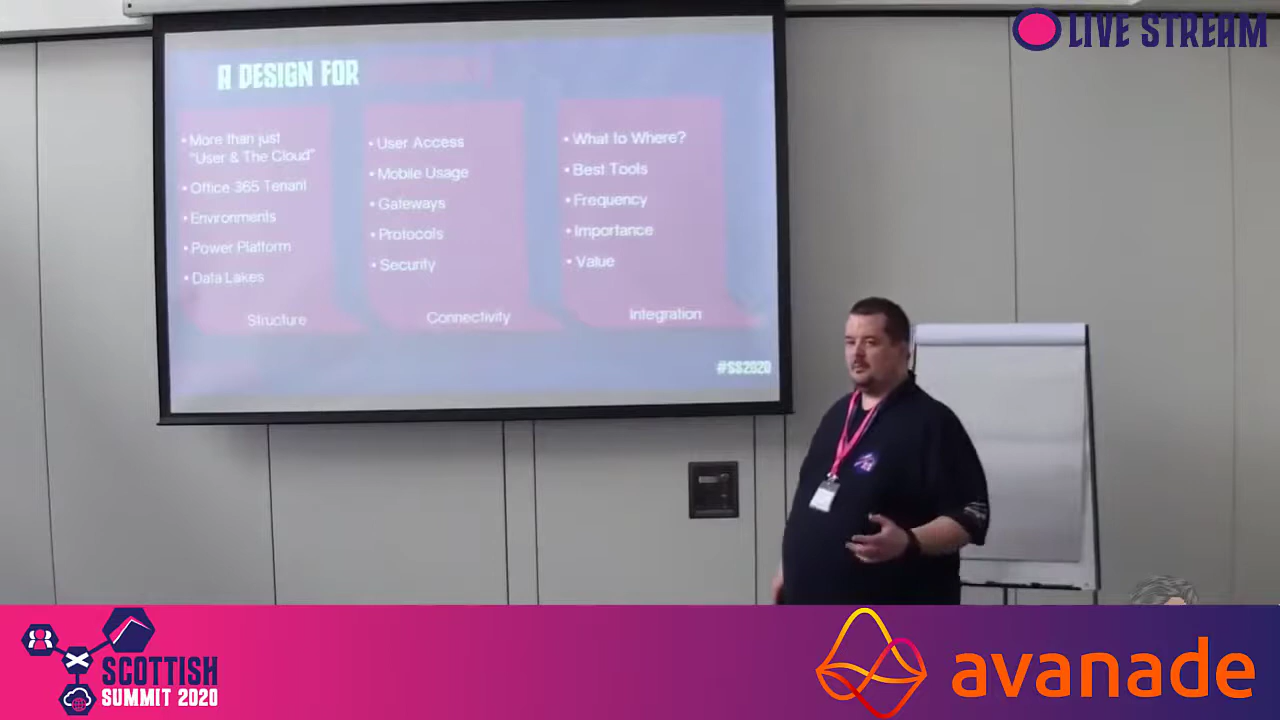 LIVE STREAM
A DESIGN FOR
• More than just
"User & The Cloud"
• Office 365 Tenant
• Environments
• Power Platform
• Data Lakes
Structure
• User Access
• Mobile Usage
• Gateways
• Protocols
• Security
Connectivity
• What to Where?
• Best Tools
• Frequency
• Importance
• Value
Integration
#SS2020
SCOTTISH
SUMMIT 2020
avanade